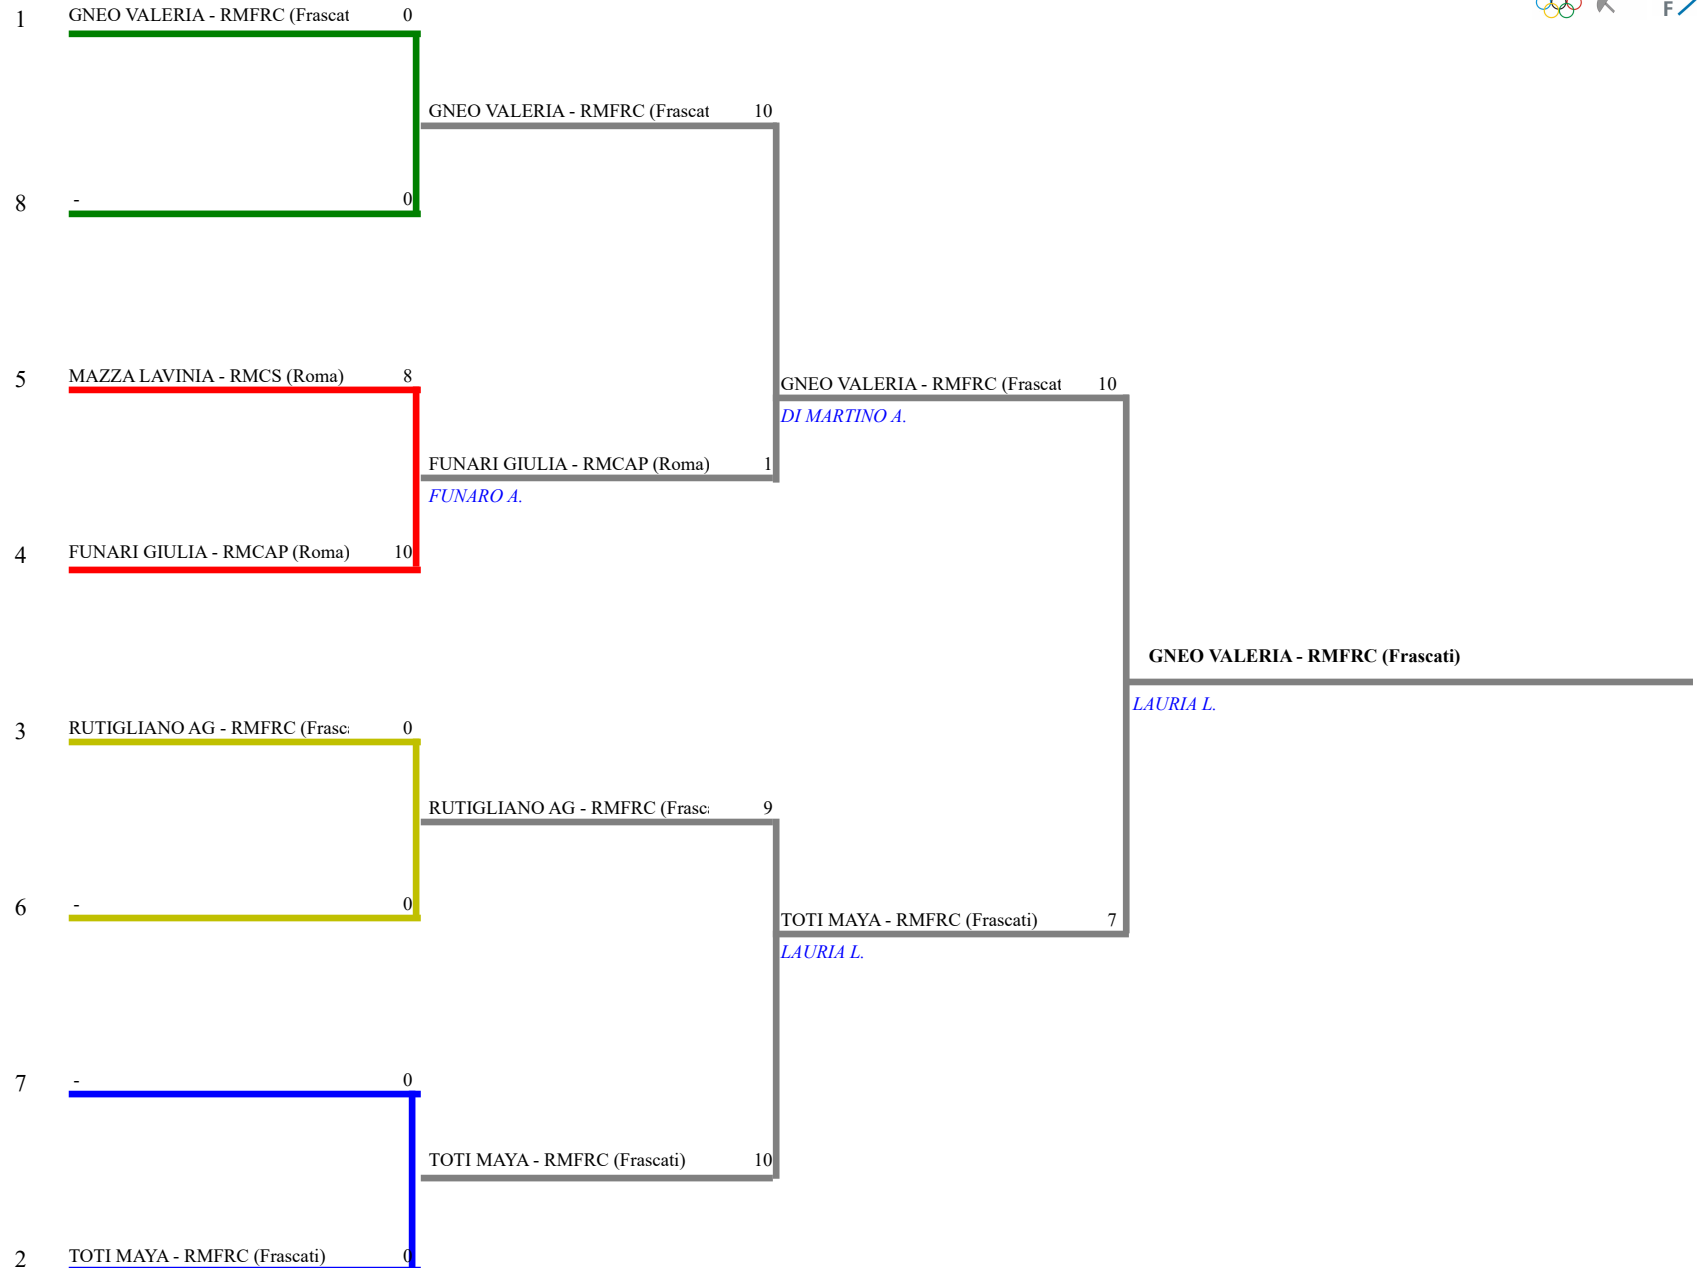 1 GNEO VALERIA - RMFRC (Frascat 0
F
GNEO VALERIA - RMFRC (Frascat 10
8 - 0
5 MAZZA LAVINIA - RMCS (Roma) 8
GNEO VALERIA - RMFRC (Frascat 10
DI MARTINO A.
FUNARI GIULIA - RMCAP (Roma) 1
FUNARO A.
4 FUNARI GIULIA - RMCAP (Roma) 10
GNEO VALERIA - RMFRC (Frascati)
LAURIA L.
3 RUTIGLIANO AG - RMFRC (Frasc 0
RUTIGLIANO AG - RMFRC (Frasc 9
6 - 0
TOTI MAYA - RMFRC (Frascati) 7
LAURIA L.
7 - 0
TOTI MAYA - RMFRC (Frascati) 10
2 TOTI MAYA - RMFRC (Frascati) 0